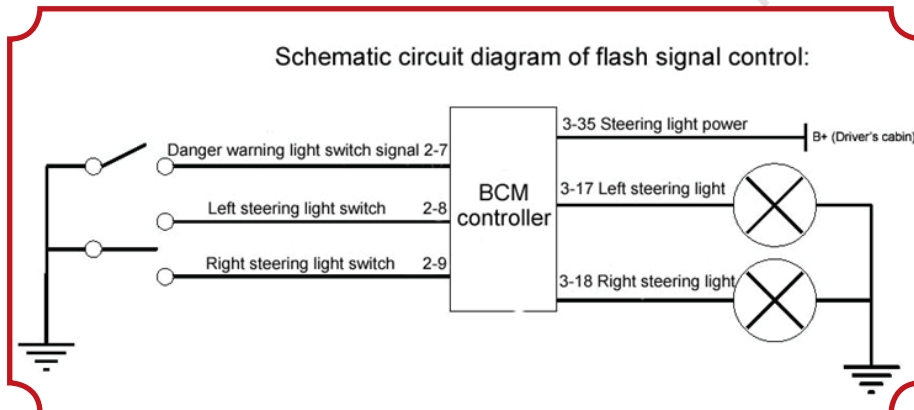 Schematic circuit diagram of flash signal control:
Danger warning light switch signal 2-7
Left steering light switch 2-8
Right steering light switch 2-9
BCM
controller
3-35 Steering light power
B+ (Driver's cabin)
3-17 Left steering light
3-18 Right steering light